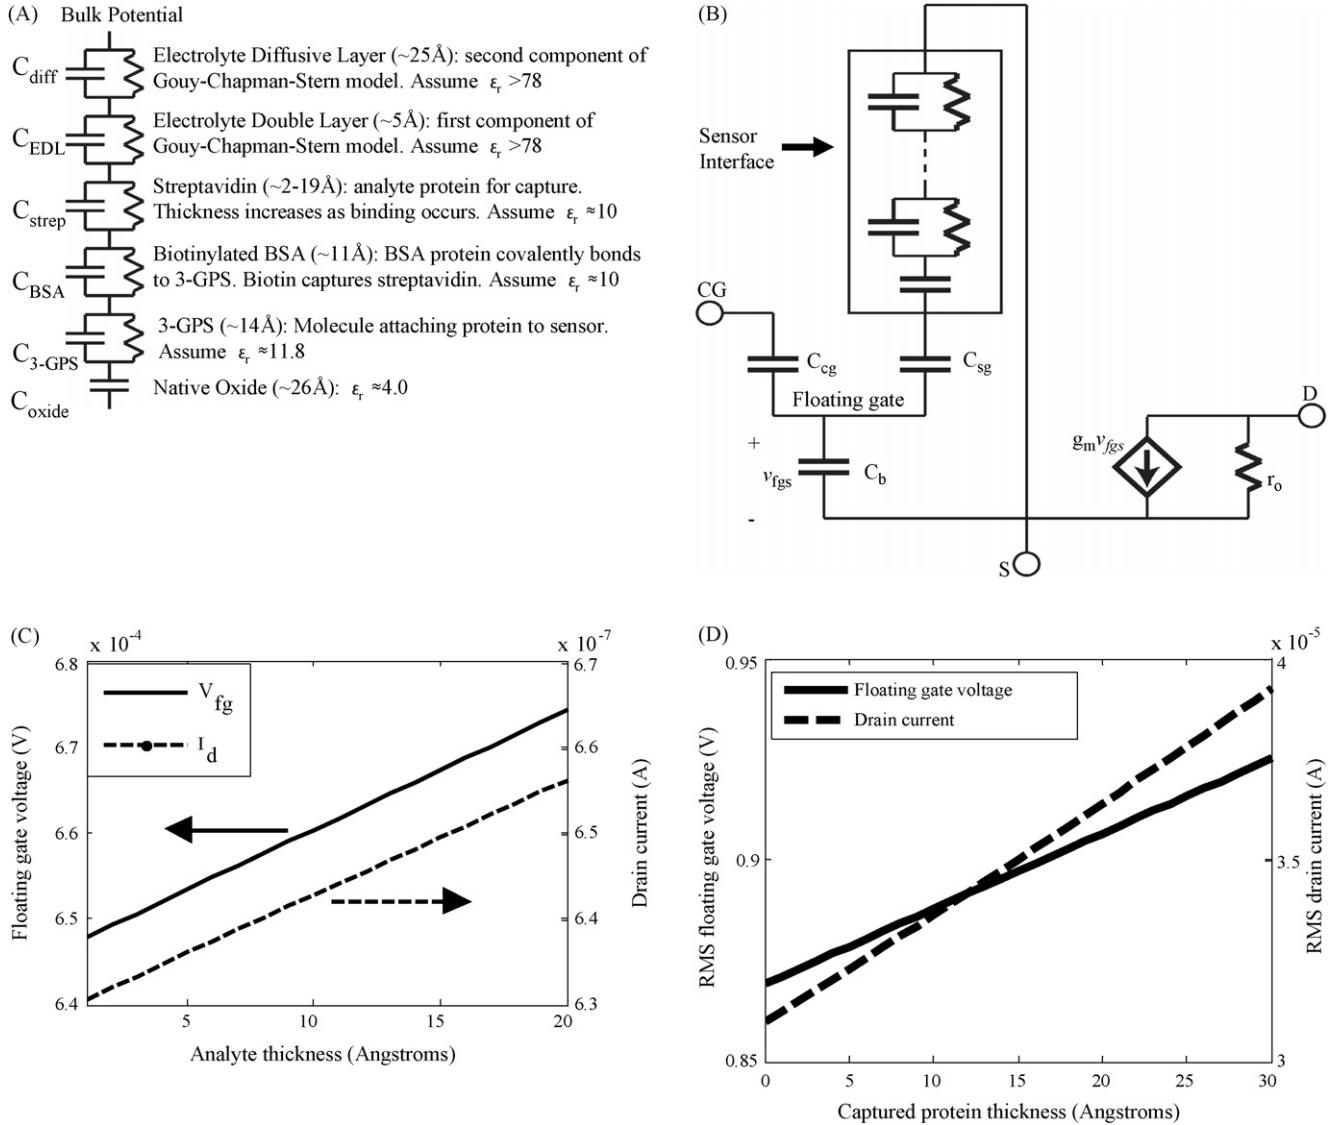 (A) Bulk Potential
C_diff Electrolyte Diffusive Layer (~25Å): second component of
Gouy-Chapman-Stern model. Assume ε_r >78
C_EDL Electrolyte Double Layer (~5Å): first component of
Gouy-Chapman-Stern model. Assume ε_r >78
C_strep Streptavidin (~2-19Å): analyte protein for capture.
Thickness increases as binding occurs. Assume ε_r ≈10
C_BSA Biotinylated BSA (~11Å): BSA protein covalently bonds
to 3-GPS. Biotin captures streptavidin. Assume ε_r ≈10
C_3-GPS 3-GPS (~14Å): Molecule attaching protein to sensor.
Assume ε_r ≈11.8
C_oxide Native Oxide (~26Å): ε_r ≈4.0
(B)
Sensor
Interface
CG
C_cg
C_sg
Floating gate
D
+
v_fgs
C_b
-
g_m v_fgs
r_o
S
(C)
x 10^-4
x 10^-7
V_fg
I_d
6.8
6.7
6.6
6.5
6.4
Floating gate voltage (V)
6.7
6.6
6.5
6.4
6.3
Drain current (A)
5 10 15 20
Analyte thickness (Angstroms)
(D)
x 10^-5
Floating gate voltage
Drain current
0.95
0.9
0.85
RMS floating gate voltage (V)
4
3.5
3
RMS drain current (A)
0 5 10 15 20 25 30
Captured protein thickness (Angstroms)